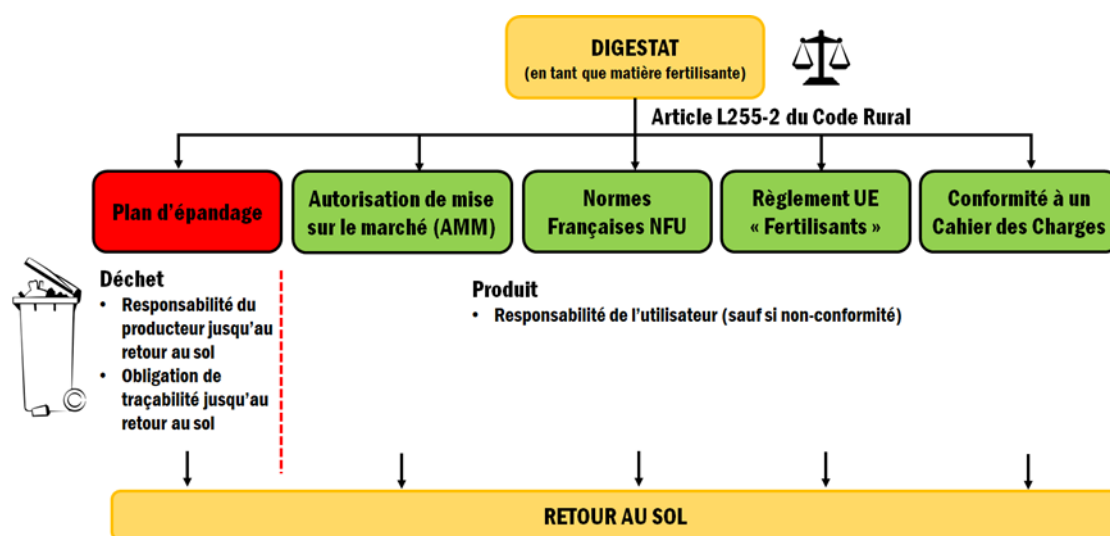 DIGESTAT
(en tant que matière fertilisante)
Article L255-2 du Code Rural
Plan d'épandage
Autorisation de mise
sur le marché (AMM)
Normes
Françaises NFU
Règlement UE
« Fertilisants »
Conformité à un
Cahier des Charges
Déchet
• Responsabilité du
producteur jusqu'au
retour au sol
• Obligation de
traçabilité jusqu'au
retour au sol
Produit
• Responsabilité de l'utilisateur (sauf si non-conformité)
RETOUR AU SOL